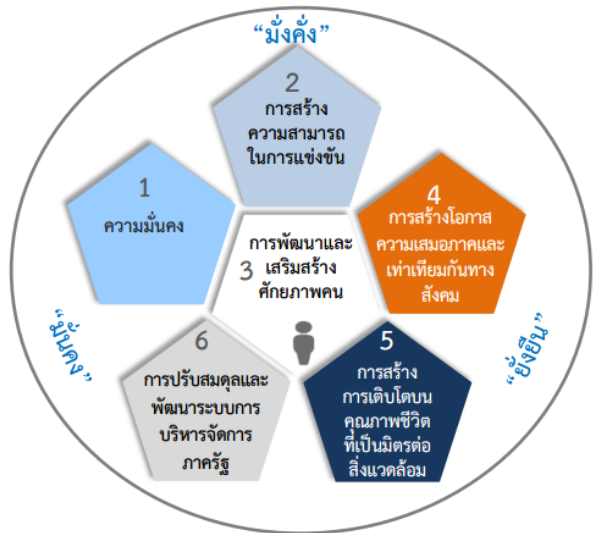 “มั่งคั่ง”
2
การสร้าง
ความสามารถ
ในการแข่งขัน
1
ความมั่นคง
4
การสร้างโอกาส
ความเสมอภาคและ
เท่าเทียมกันทาง
สังคม
การพัฒนาและ
3 เสริมสร้าง
ศักยภาพคน
“มั่นคง”
“ยั่งยืน”
6
การปรับสมดุลและ
พัฒนาระบบการ
บริหารจัดการ
ภาครัฐ
5
การสร้าง
การเติบโตบน
คุณภาพชีวิต
ที่เป็นมิตรต่อ
สิ่งแวดล้อม